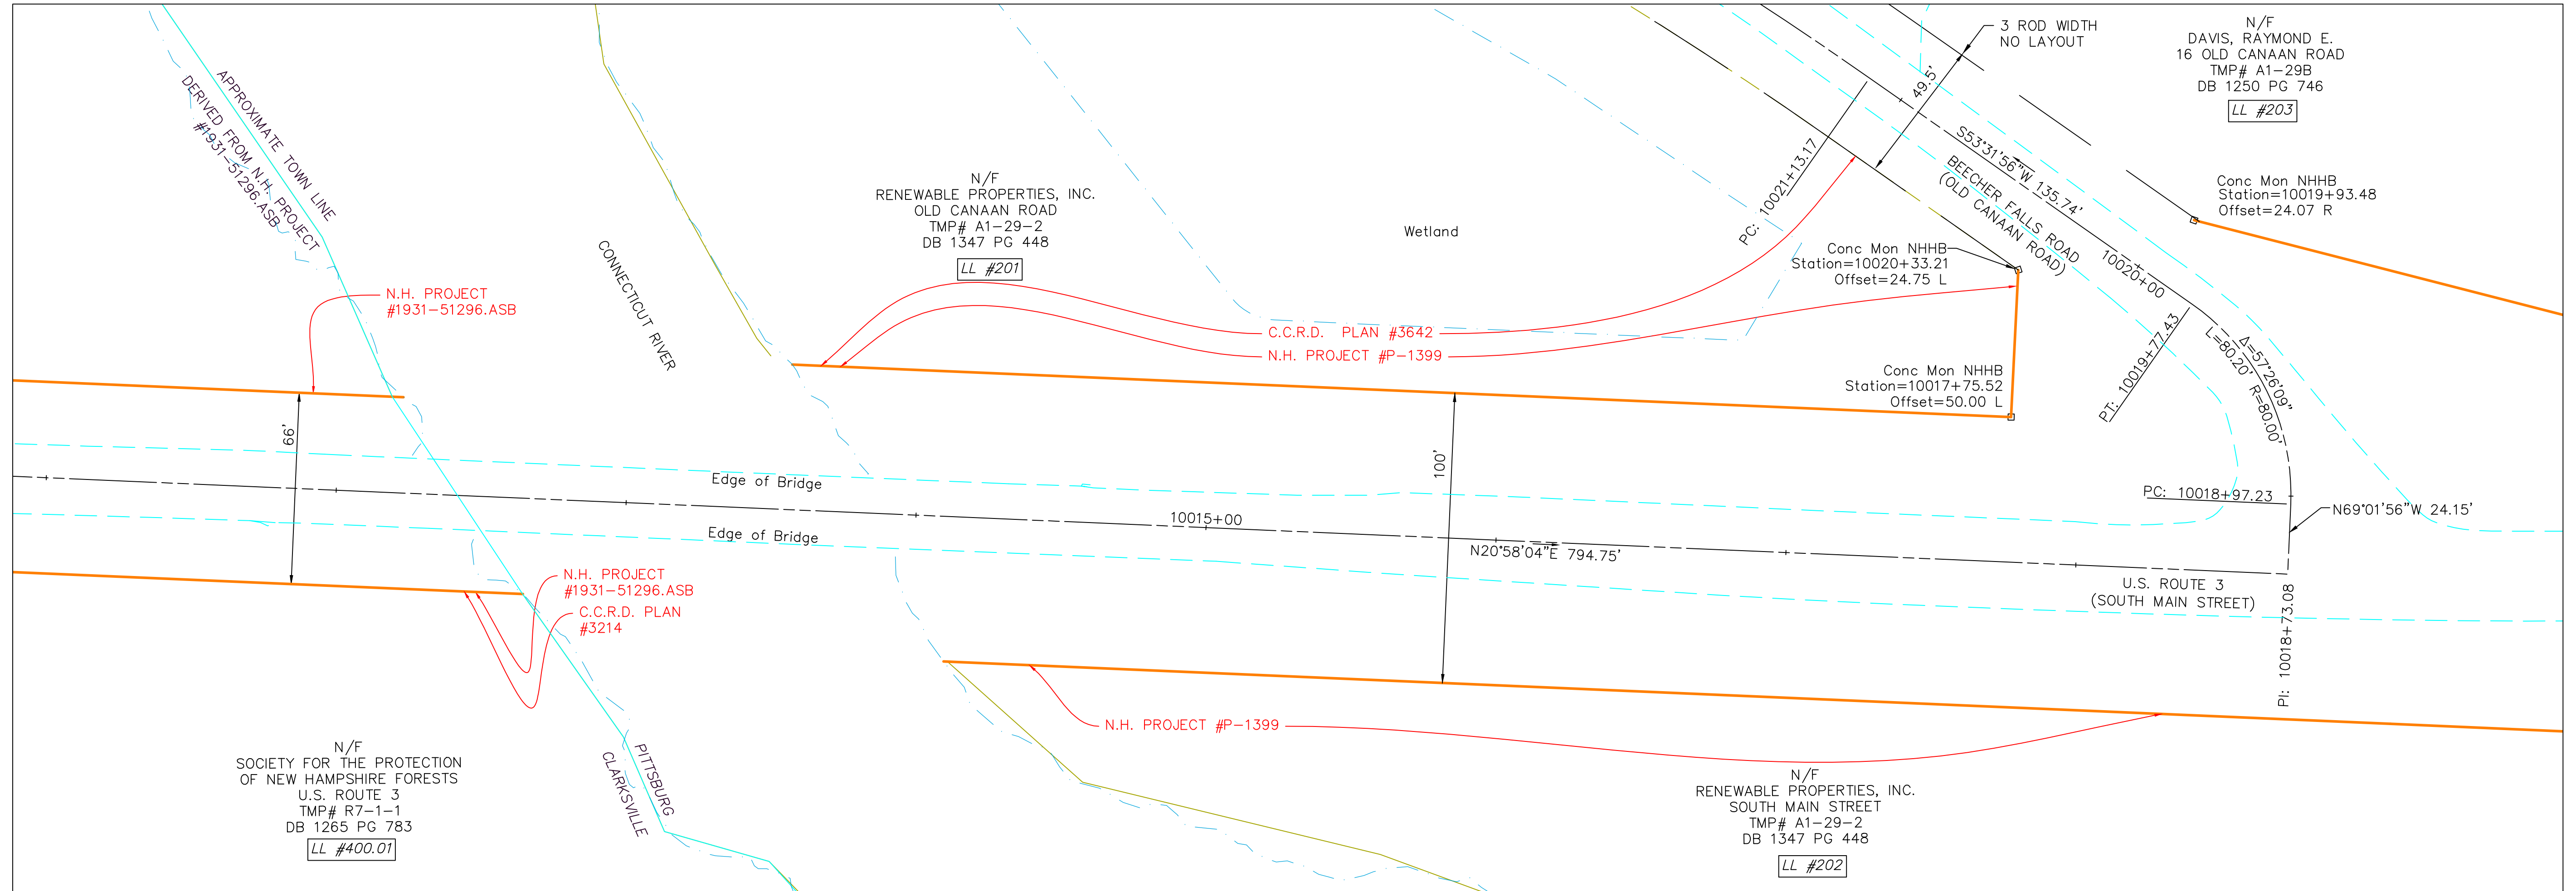 APPROXIMATE TOWN LINE
DERIVED FROM N.H. PROJECT
#1931-51296.ASB
N.H. PROJECT
#1931-51296.ASB
66'
CONNECTICUT RIVER
N/F
RENEWABLE PROPERTIES, INC.
OLD CANAAN ROAD
TMP# A1-29-2
DB 1347 PG 448
LL #201
Wetland
C.C.R.D. PLAN #3642
N.H. PROJECT #P-1399
3 ROD WIDTH
NO LAYOUT
49.5'
N/F
DAVIS, RAYMOND E.
16 OLD CANAAN ROAD
TMP# A1-29B
DB 1250 PG 746
LL #203
PC: 10021+13.17
S53°31'56"W 135.74'
BEECHER FALLS ROAD
(OLD CANAAN ROAD)
10020+00
Conc Mon NHHB
Station=10019+93.48
Offset=24.07 R
Conc Mon NHHB
Station=10020+33.21
Offset=24.75 L
Conc Mon NHHB
Station=10017+75.52
Offset=50.00 L
PT: 10019+77.43
Δ=57°26'09"
L=80.20' R=80.00'
PC: 10018+97.23
N69°01'56"W 24.15'
Edge of Bridge
Edge of Bridge
10015+00
100'
N20°58'04"E 794.75'
U.S. ROUTE 3
(SOUTH MAIN STREET)
PI: 10018+73.08
N.H. PROJECT
#1931-51296.ASB
C.C.R.D. PLAN
#3214
N.H. PROJECT #P-1399
PITTSBURG
CLARKSVILLE
N/F
SOCIETY FOR THE PROTECTION
OF NEW HAMPSHIRE FORESTS
U.S. ROUTE 3
TMP# R7-1-1
DB 1265 PG 783
LL #400.01
N/F
RENEWABLE PROPERTIES, INC.
SOUTH MAIN STREET
TMP# A1-29-2
DB 1347 PG 448
LL #202